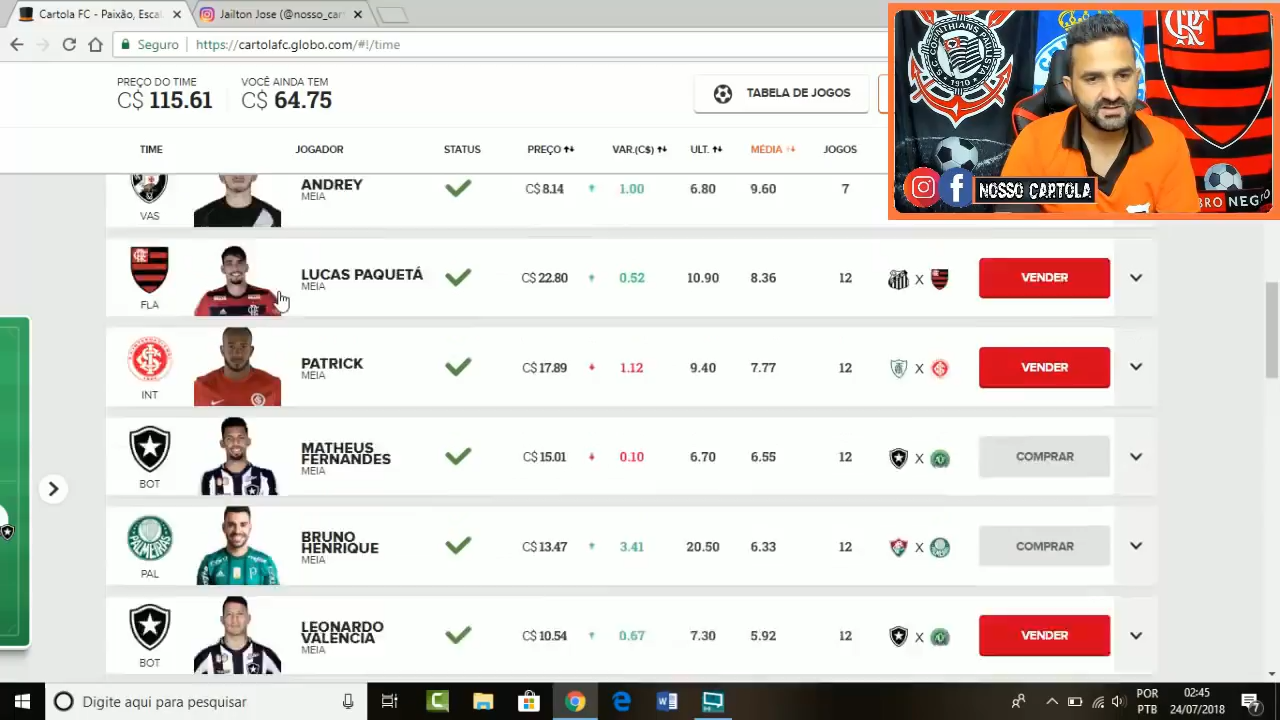 Cartola FC - Paixão, Escal
Jailton Jose (@nosso_car
Seguro
https://cartolafc.globo.com/#!/time
PREÇO DO TIME
C$ 115.61
VOCÊ AINDA TEM
C$ 64.75
TABELA DE JOGOS
TIME JOGADOR STATUS PREÇO VAR.(C$) ULT. MÉDIA JOGOS
VAS
ANDREY
MEIA
C$ 8.14 1.00 6.80 9.60 7
FLA
LUCAS PAQUETÁ
MEIA
C$ 22.80 0.52 10.90 8.36 12 X VENDER
INT
PATRICK
MEIA
C$ 17.89 1.12 9.40 7.77 12 X VENDER
BOT
MATHEUS
FERNANDES
MEIA
C$ 15.01 0.10 6.70 6.55 12 X COMPRAR
PAL
BRUNO
HENRIQUE
MEIA
C$ 13.47 3.41 20.50 6.33 12 X COMPRAR
BOT
LEONARDO
VALENCIA
MEIA
C$ 10.54 0.67 7.30 5.92 12 X VENDER
NOSSO CARTOLA
BRO NEGRO
CORINTHIANS
1910
Digite aqui para pesquisar
POR
PTB
02:45
24/07/2018
7